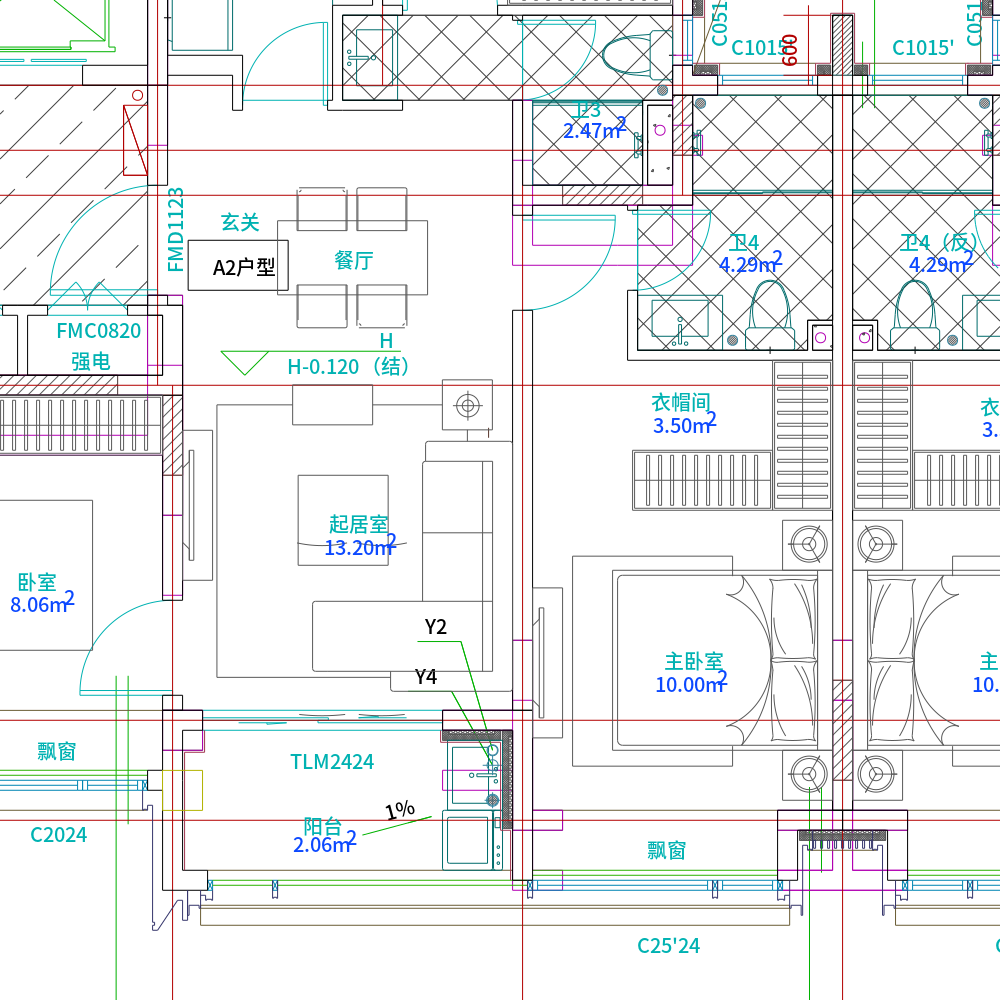 C051
C1015'
600
C1015'
C051
卫3
2.47m2
FMD1123
玄关
A2户型
餐厅
卫4
4.29m2
卫4（反）
4.29m2
FMC0820
强电
H
H-0.120（结）
衣帽间
3.50m2
衣
3.
起居室
13.20m2
卧室
8.06m2
Y2
Y4
主卧室
10.00m2
主
10.
飘窗
TLM2424
C2024
1%
阳台
2.06m2
飘窗
C25'24